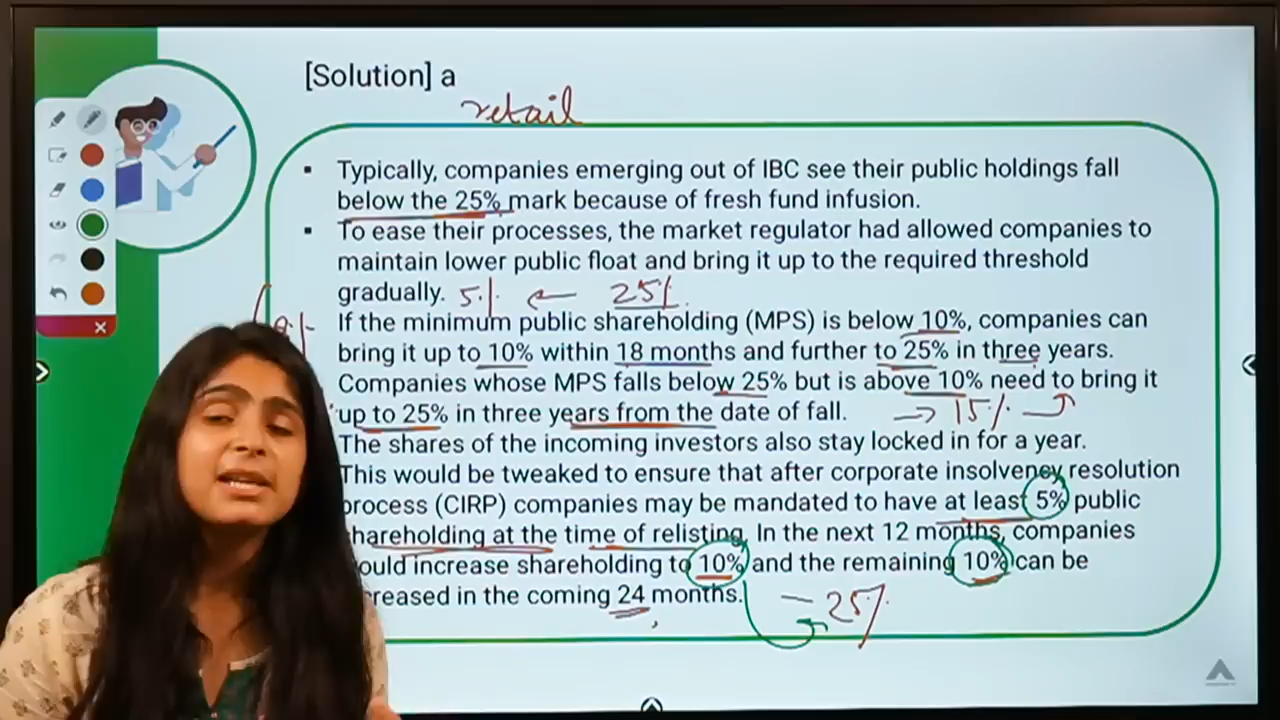 [Solution] a
retail
Typically, companies emerging out of IBC see their public holdings fall
below the 25% mark because of fresh fund infusion.
To ease their processes, the market regulator had allowed companies to
maintain lower public float and bring it up to the required threshold
gradually. 5% ← 25%
If the minimum public shareholding (MPS) is below 10%, companies can
bring it up to 10% within 18 months and further to 25% in three years.
Companies whose MPS falls below 25% but is above 10% need to bring it
up to 25% in three years from the date of fall. → 15%
The shares of the incoming investors also stay locked in for a year.
This would be tweaked to ensure that after corporate insolvency resolution
process (CIRP) companies may be mandated to have at least 5% public
shareholding at the time of relisting. In the next 12 months, companies
ould increase shareholding to 10% and the remaining 10% can be
reased in the coming 24 months. – 25%